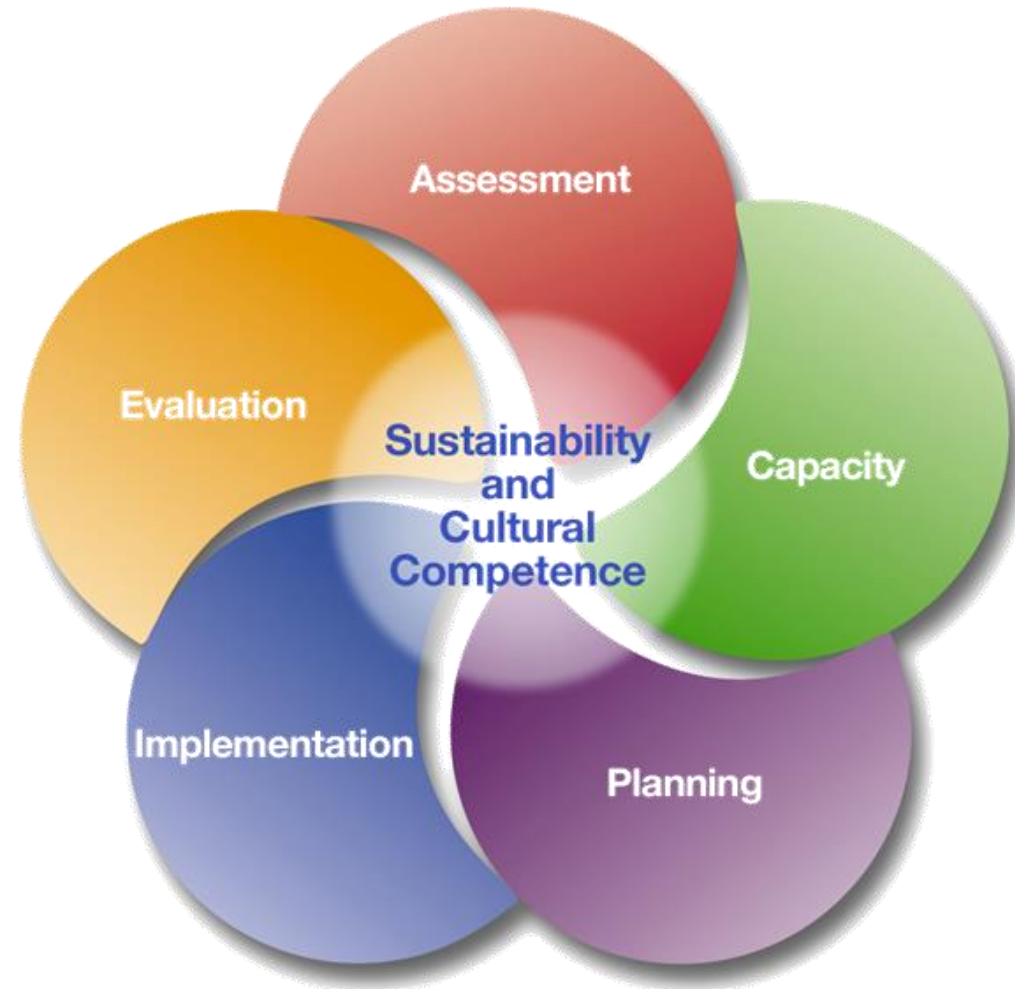 Assessment
Evaluation
Capacity
Sustainability
and
Cultural
Competence
Implementation
Planning